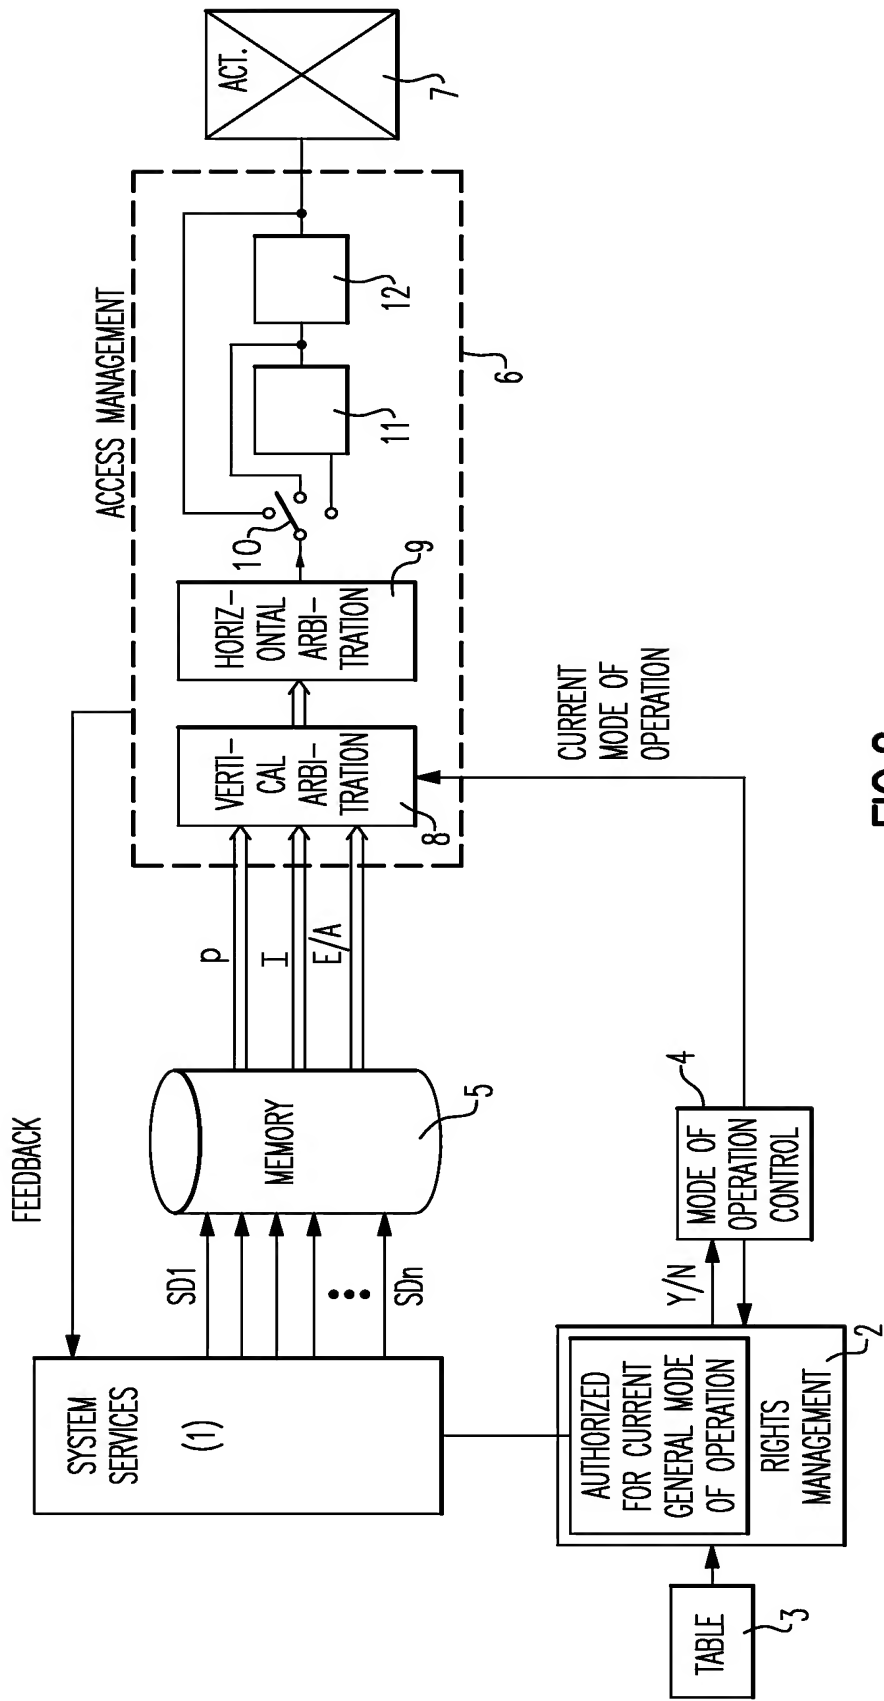 FEEDBACK
ACCESS MANAGEMENT
SYSTEM
SERVICES
(1)
SD1
SDn
MEMORY
5
P
I
E/A
VERTI-
CAL
ARBI-
TRATION
8
HORIZ-
ONTAL
ARBI-
TRATION
9
10
11
12
6
ACT.
7
CURRENT
MODE OF
OPERATION
TABLE
3
AUTHORIZED
FOR CURRENT
GENERAL MODE
OF OPERATION
RIGHTS
MANAGEMENT
2
Y/N
MODE OF
OPERATION
CONTROL
4